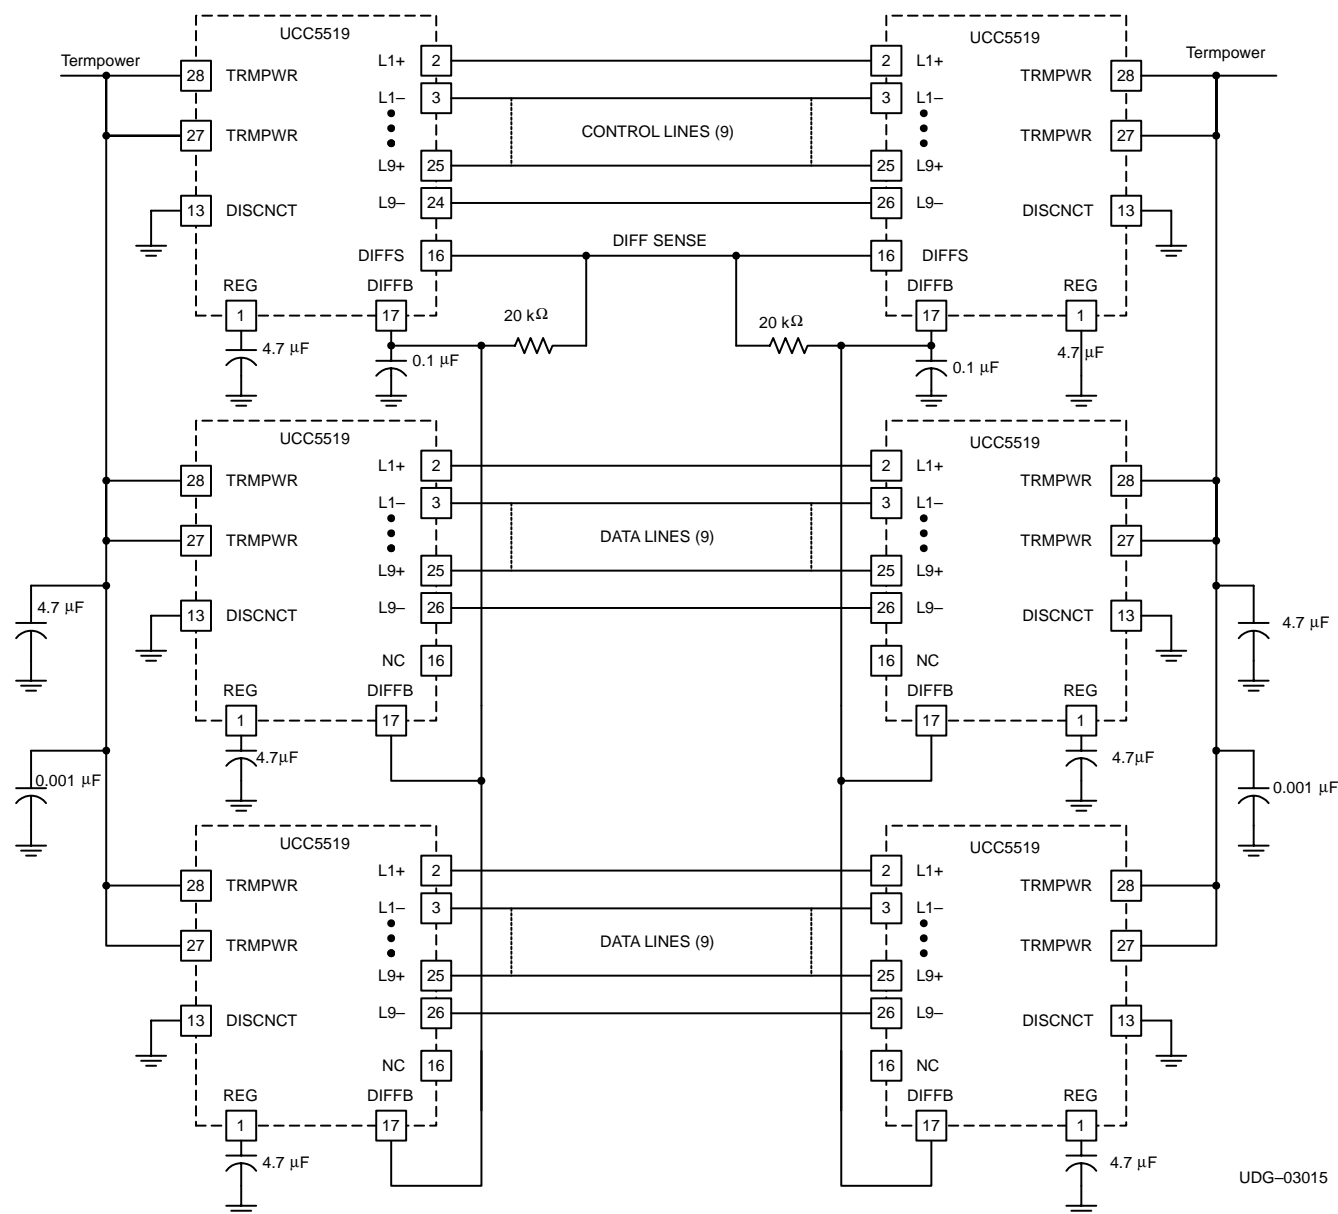 UCC5519
UCC5519
Termpower
Termpower
L1+ 2
2 L1+
28 TRMPWR
TRMPWR 28
L1– 3
3 L1–
CONTROL LINES (9)
27 TRMPWR
TRMPWR 27
L9+ 25
25 L9+
L9– 24
26 L9–
13 DISCNCT
DISCNCT 13
DIFF SENSE
DIFFS 16
16 DIFFS
REG
DIFFB
DIFFB
REG
1
17
20 kΩ
20 kΩ
17
1
4.7 μF
0.1 μF
0.1 μF
4.7 μF
UCC5519
UCC5519
L1+ 2
2 L1+
28 TRMPWR
TRMPWR 28
L1– 3
3 L1–
DATA LINES (9)
27 TRMPWR
TRMPWR 27
L9+ 25
25 L9+
4.7 μF
L9– 26
26 L9–
13 DISCNCT
DISCNCT 13
4.7 μF
NC 16
16 NC
REG
DIFFB
DIFFB
REG
1
17
17
1
4.7μF
4.7μF
0.001 μF
0.001 μF
UCC5519
UCC5519
L1+ 2
2 L1+
28 TRMPWR
TRMPWR 28
L1– 3
3 L1–
DATA LINES (9)
27 TRMPWR
TRMPWR 27
L9+ 25
25 L9+
L9– 26
26 L9–
13 DISCNCT
DISCNCT 13
NC 16
16 NC
REG
DIFFB
DIFFB
REG
1
17
17
1
4.7 μF
4.7 μF
UDG–03015